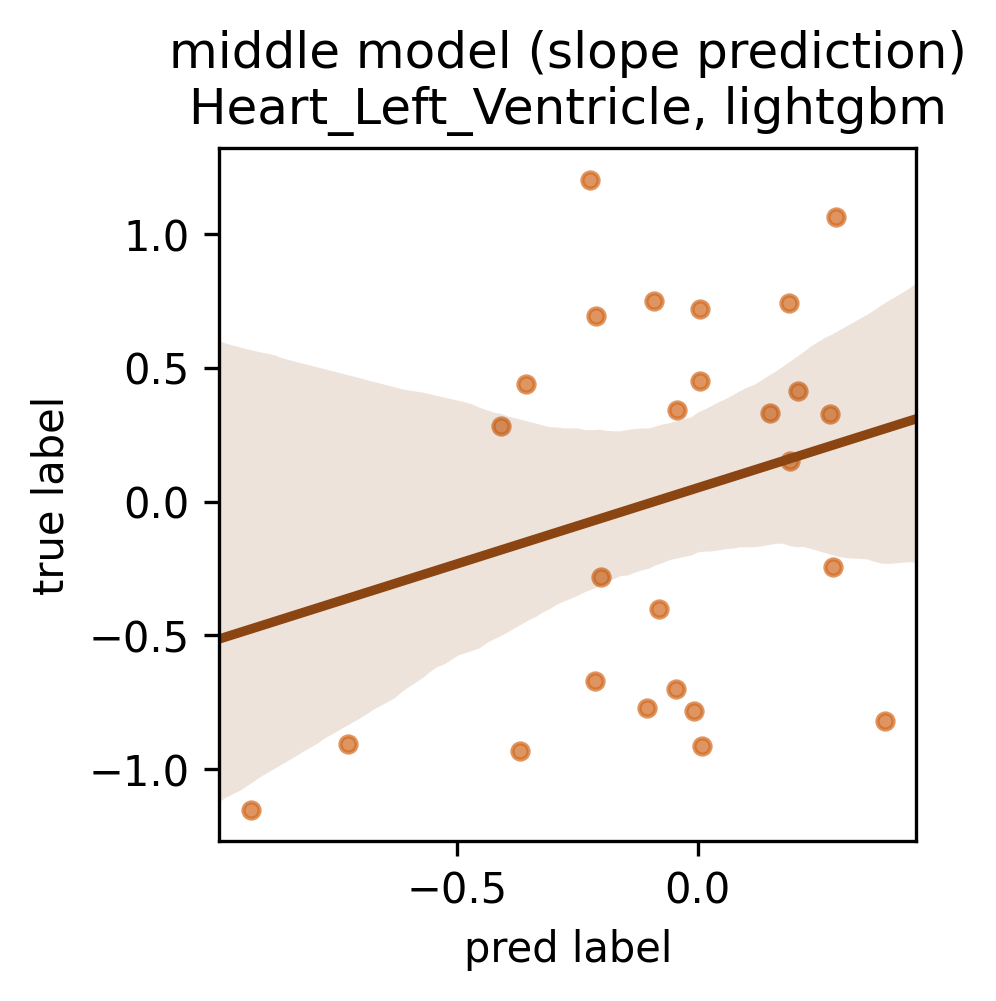 middle model (slope prediction)
Heart_Left_Ventricle, lightgbm
1.0
0.5
0.0
−0.5
−1.0
true label
−0.5
0.0
pred label